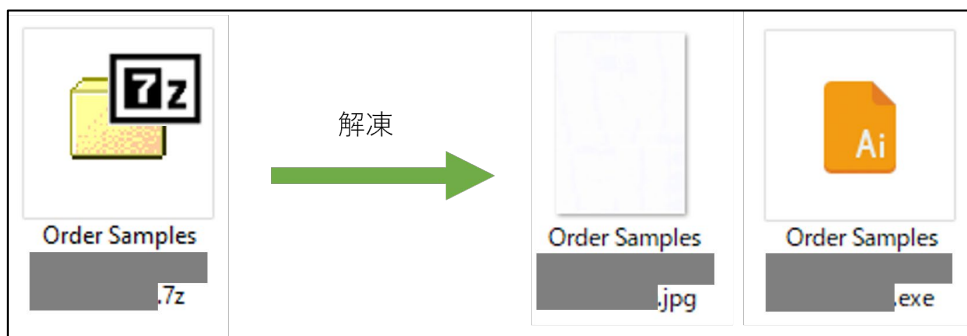 7z
Order Samples
.7z
解凍
Order Samples
.jpg
Ai
Order Samples
.exe